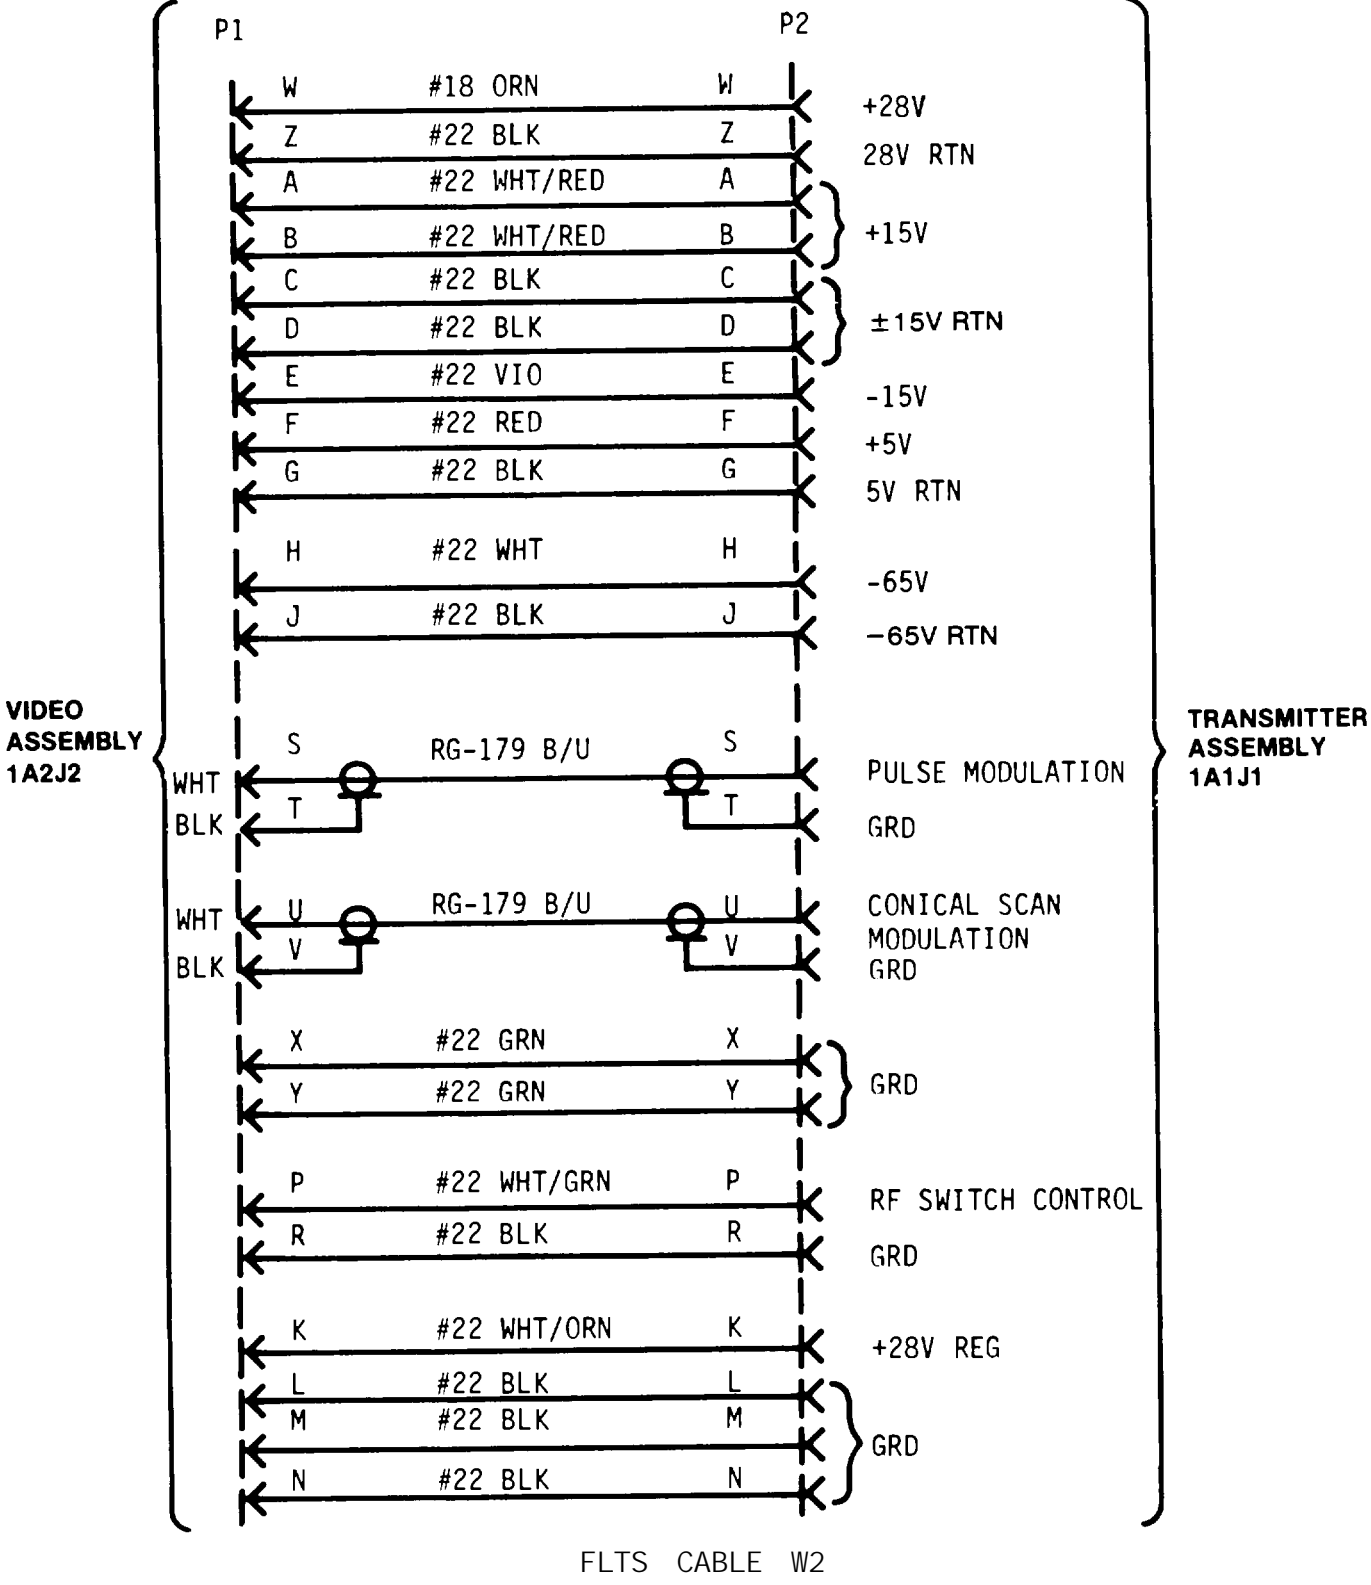 P1 P2
W #18 ORN W +28V
Z #22 BLK Z 28V RTN
A #22 WHT/RED A
B #22 WHT/RED B +15V
C #22 BLK C
D #22 BLK D ±15V RTN
E #22 VIO E -15V
F #22 RED F +5V
G #22 BLK G 5V RTN
H #22 WHT H -65V
J #22 BLK J -65V RTN
VIDEO
ASSEMBLY
1A2J2
TRANSMITTER
ASSEMBLY
1A1J1
S RG-179 B/U S
WHT PULSE MODULATION
T T
BLK GRD
U RG-179 B/U U CONICAL SCAN
WHT MODULATION
V V
BLK GRD
X #22 GRN X
Y #22 GRN Y GRD
P #22 WHT/GRN P RF SWITCH CONTROL
R #22 BLK R GRD
K #22 WHT/ORN K +28V REG
L #22 BLK L
M #22 BLK M GRD
N #22 BLK N
FLTS CABLE W2